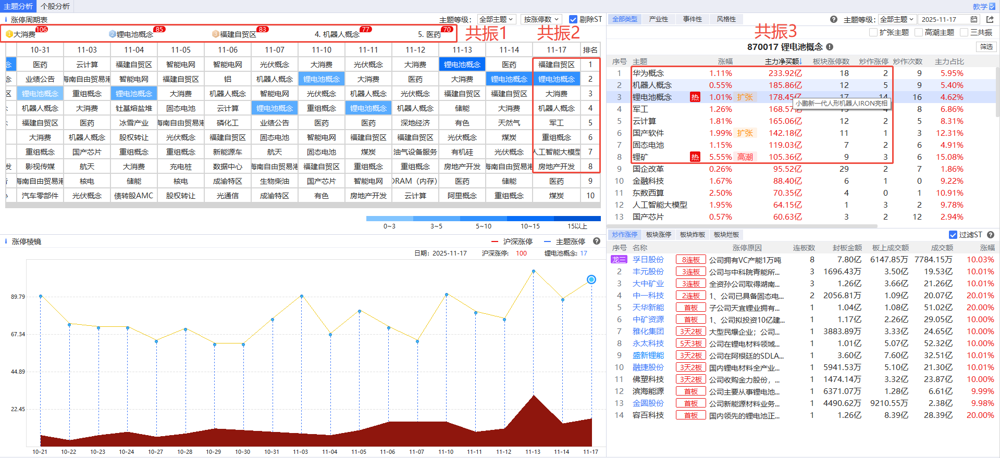 主题分析 个股分析 教学
涨停周期表 主题等级： 全部主题 按涨停数 剔除ST
1 大消费 106 2 锂电池概念 85 3 福建自贸区 83 4. 机器人概念 77 5. 医药 70 共振1 共振2
10-31 11-03 11-04 11-05 11-06 11-07 11-10 11-11 11-12 11-13 11-14 11-17 排名
念 医药 云计算 福建自贸区 智能电网 智能电网 光伏概念 大消费 光伏概念 大消费 锂电池概念 医药 福建自贸区 1
念 业绩公告 海南自由贸易港 智能电网 福建自贸区 铝 机器人概念 锂电池概念 大消费 医药 大消费 锂电池概念 锂电池概念 2
区 锂电池概念 重组概念 锂电池概念 大消费 机器人概念 智能电网 光伏概念 机器人概念 光伏概念 福建自贸区 福建自贸区 大消费 3
机器人概念 大消费 钍基熔盐堆 固态电池 云计算 锂电池概念 重组概念 锂电池概念 机器人概念 储能 大消费 机器人概念 4
福建自贸区 医药 冰雪产业 海南自由贸易港 磷化工 业绩公告 医药 医药 深地经济 有色 天然气 军工 5
大消费 机器人概念 股权转让 光伏概念 福建自贸区 固态电池 智能电网 福建自贸区 福建自贸区 光伏概念 煤炭 重组概念 6
重组概念 国产芯片 重组概念 重组概念 新能源车 航天 固态电池 煤炭 油气设备服务 有机硅 光伏概念 人工智能大模型 7
发 影视传媒 航天 大消费 充电桩 数据中心 海南自由贸易港 福建自贸区 重组概念 重组概念 房地产开发 海南自由贸易港 房地产开发 8
海南自由贸易港 核电 储能 核电 成渝特区 生物柴油 国产芯片 智能电网 DRAM（内存） 医药 储能 医药 9
汽车零部件 光伏概念 债转股AMC 股权转让 光通信 成渝特区 有色 房地产开发 云计算 阿里概念 重组概念 煤炭 10
0~3 3~5 5~10 10~15 15以上
涨停棱镜 沪深涨停 主题涨停
日期：2025-11-17 沪深涨停： 100 锂电池概念: 17
89.79
67.34
44.89
22.45
10-21 10-22 10-23 10-24 10-27 10-28 10-29 10-30 10-31 11-03 11-04 11-05 11-06 11-07 11-10 11-11 11-12 11-13 11-14 11-17
全部类型 产业性 事件性 风格性 主题等级： 全部主题 2025-11-17
共振3 扩张主题 高潮主题 三共振
870017 锂电池概念 筛选
序号 主题 涨幅 主力净买额↓ 板块涨停数 炒作涨停 炒作次数 主力占比
1 华为概念 1.11% 233.92亿 18 2 9 5.95%
2 机器人概念 0.55% 185.86亿 12 5 9 5.40%
3 锂电池概念 热 1.01% 扩张 178.45亿 17 14 16 4.62%
小鹏新一代人形机器人IRON亮相
4 军工 1.26% 168.57亿 8 6.86%
5 云计算 1.81% 165.06亿 12 2 5 8.31%
6 国产软件 1.99% 扩张 142.18亿 11 1 3 12.31%
7 固态电池 1.15% 119.03亿 7 2 6 4.91%
8 锂矿 热 5.55% 高潮 105.36亿 9 3 6 15.08%
9 国企改革 0.26% 95.52亿 29 2 7 1.86%
10 金融科技 1.67% 88.40亿 6 1 0 9.22%
11 东数西算 2.50% 70.35亿 4 0 1 10.91%
12 人工智能大模型 1.95% 64.15亿 1 3 2 9.78%
13 国产芯片 0.57% 60.63亿 3 2 12 2.94%
炒作涨停 板块涨停 板块炸板 板块烂板 过滤ST
序号 名称 涨停原因 连板数 封板金额 板上成交额 成交额 涨幅
龙三 孚日股份 8连板 公司拥有VC产能1万吨 8 7.80亿 6147.85万 7784.15万 10.03%
2 丰元股份 3连板 公司与中科院青能所... 3 1696.43万 3.50亿 19.53亿 10.01%
3 大中矿业 3连板 全资孙公司取得湖南... 3 1.26亿 3.66亿 21.26亿 10.01%
4 中一科技 2连板 1、公司已具备固态电... 2 2056.81万 1.09亿 20.07亿 20.01%
5 天华新能 首板 子公司天宜锂业拥有... 1 1.04亿 1.08亿 51.02亿 20.00%
6 中矿资源 首板 1、公司拟投资10亿建... 1 1.17亿 2.26亿 29.05亿 10.00%
7 雅化集团 3天2板 大型民爆企业；公司... 1 3883.89万 3.33亿 24.65亿 10.00%
8 永太科技 5天3板 公司在锂电材料领域... 1 1.01亿 5.07亿 52.32亿 10.00%
9 盛新锂能 3天2板 公司在阿根廷的SDLA... 1 3.60亿 7.60亿 32.51亿 10.01%
10 融捷股份 3天2板 国内锂电材料全产业... 1 5941.53万 5.10亿 21.30亿 10.01%
11 佛塑科技 3天2板 公司收购金力股份，... 1 1474.14万 3.32亿 23.87亿 10.00%
12 滨海能源 首板 公司主要从事锂电池... 1 6371.07万 1.28亿 6.61亿 9.99%
13 金圆股份 首板 公司新能源材料业务... 1 4490.62万 9210.55万 2.38亿 9.98%
14 容百科技 首板 国内领先的锂电池正... 1 1.26亿 8.39亿 28.39亿 20.00%